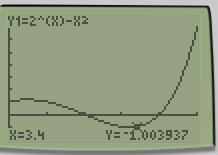 Y1=2^(X)-X²
X=3.4 Y=-1.003937